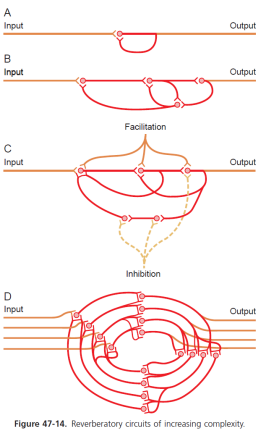 A
Input Output
B
Input Output
Facilitation
C
Input Output
Inhibition
D
Input Output
Figure 47-14. Reverberatory circuits of increasing complexity.